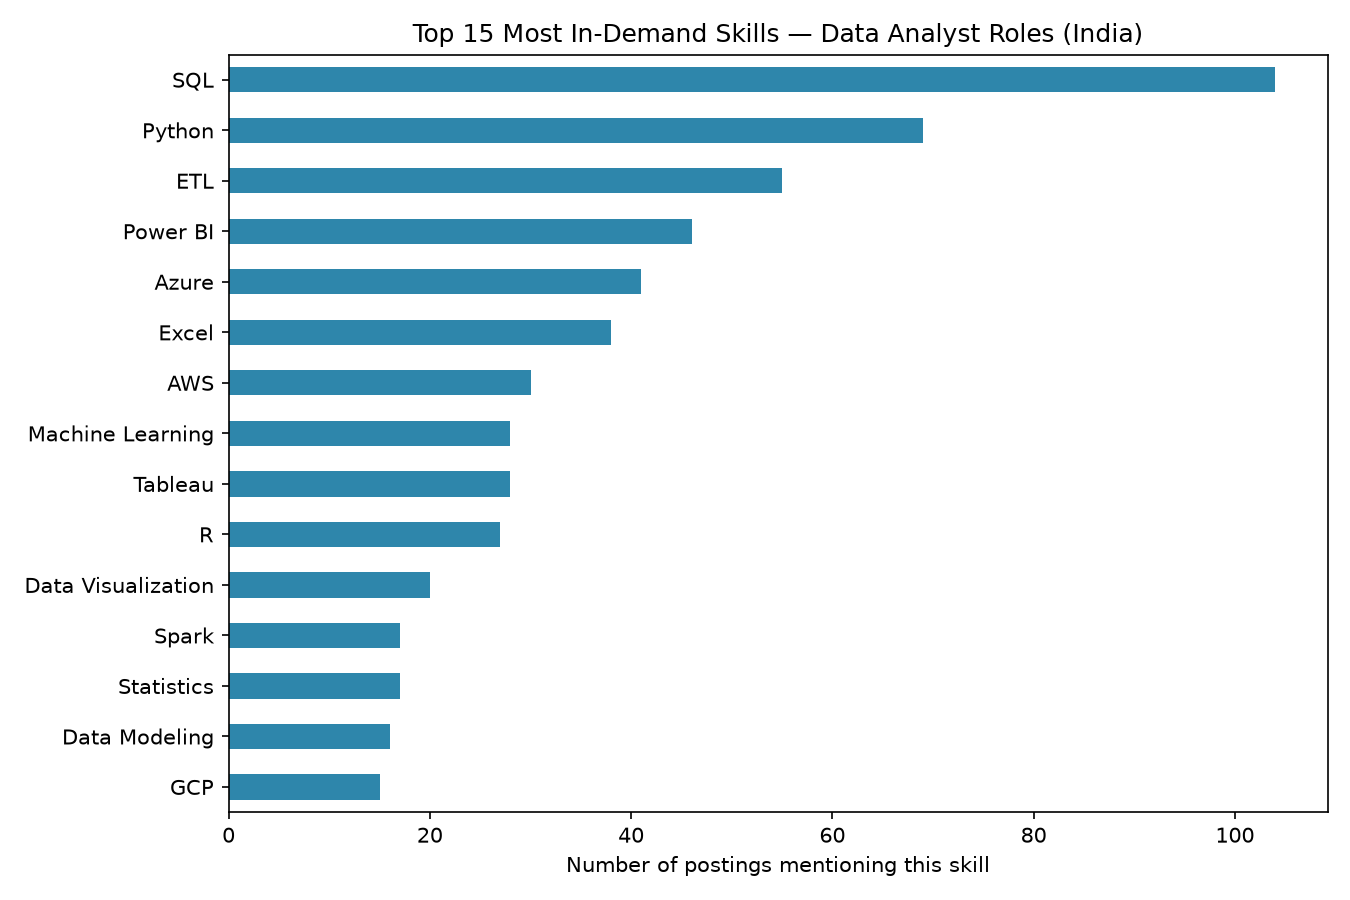 Top 15 Most In-Demand Skills — Data Analyst Roles (India)
SQL
Python
ETL
Power BI
Azure
Excel
AWS
Machine Learning
Tableau
R
Data Visualization
Spark
Statistics
Data Modeling
GCP
0 20 40 60 80 100
Number of postings mentioning this skill